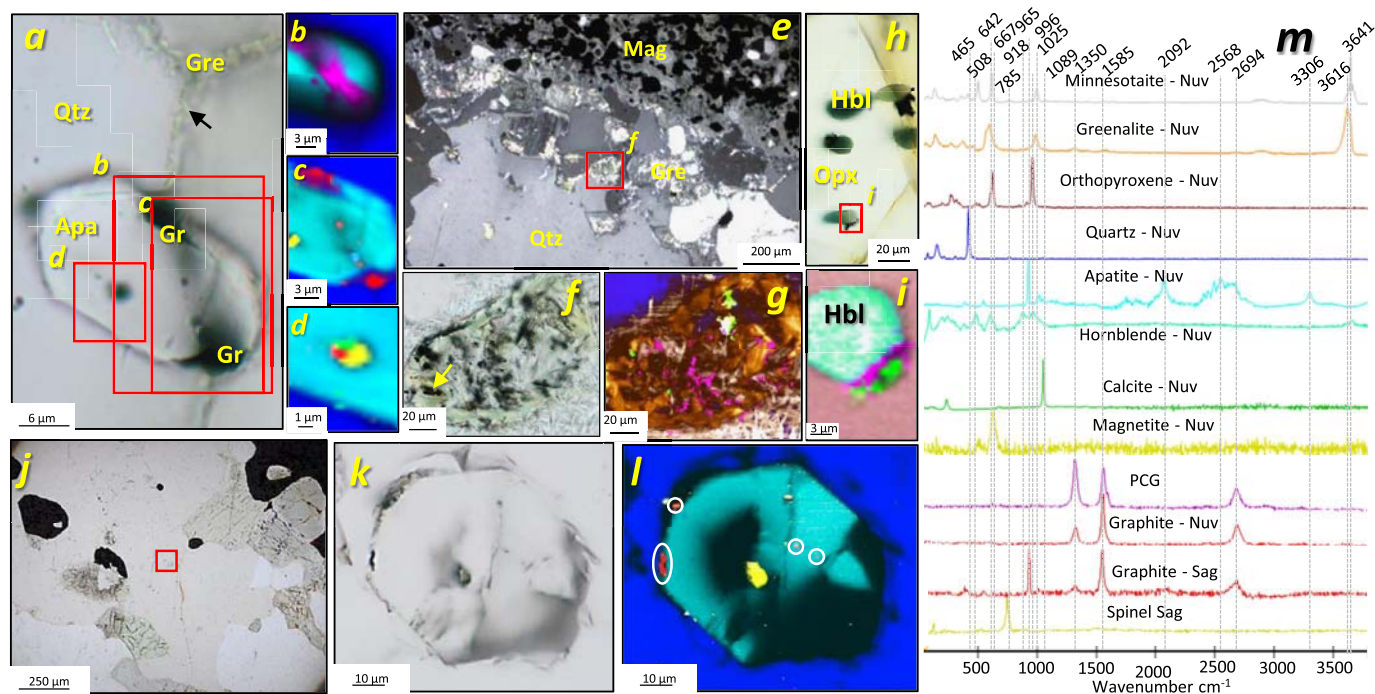 a
Gre
Qtz
b
Apa
c
Gr
d
Gr
6 µm
b
3 µm
c
3 µm
d
1 µm
e
Mag
f
Gre
Qtz
200 µm
f
20 µm
g
20 µm
h
Hbl
Opx
i
20 µm
i
Hbl
3 µm
j
250 µm
k
10 µm
l
10 µm
m
465
508
642
667
785
918
965
996
1025
1089
1350
1585
2092
2568
2694
3306
3616
3641
Minnesotaite - Nuv
Greenalite - Nuv
Orthopyroxene - Nuv
Quartz - Nuv
Apatite - Nuv
Hornblende - Nuv
Calcite - Nuv
Magnetite - Nuv
PCG
Graphite - Nuv
Graphite - Sag
Spinel Sag
500 1000 1500 2000 2500 3000 3500
Wavenumber cm-1